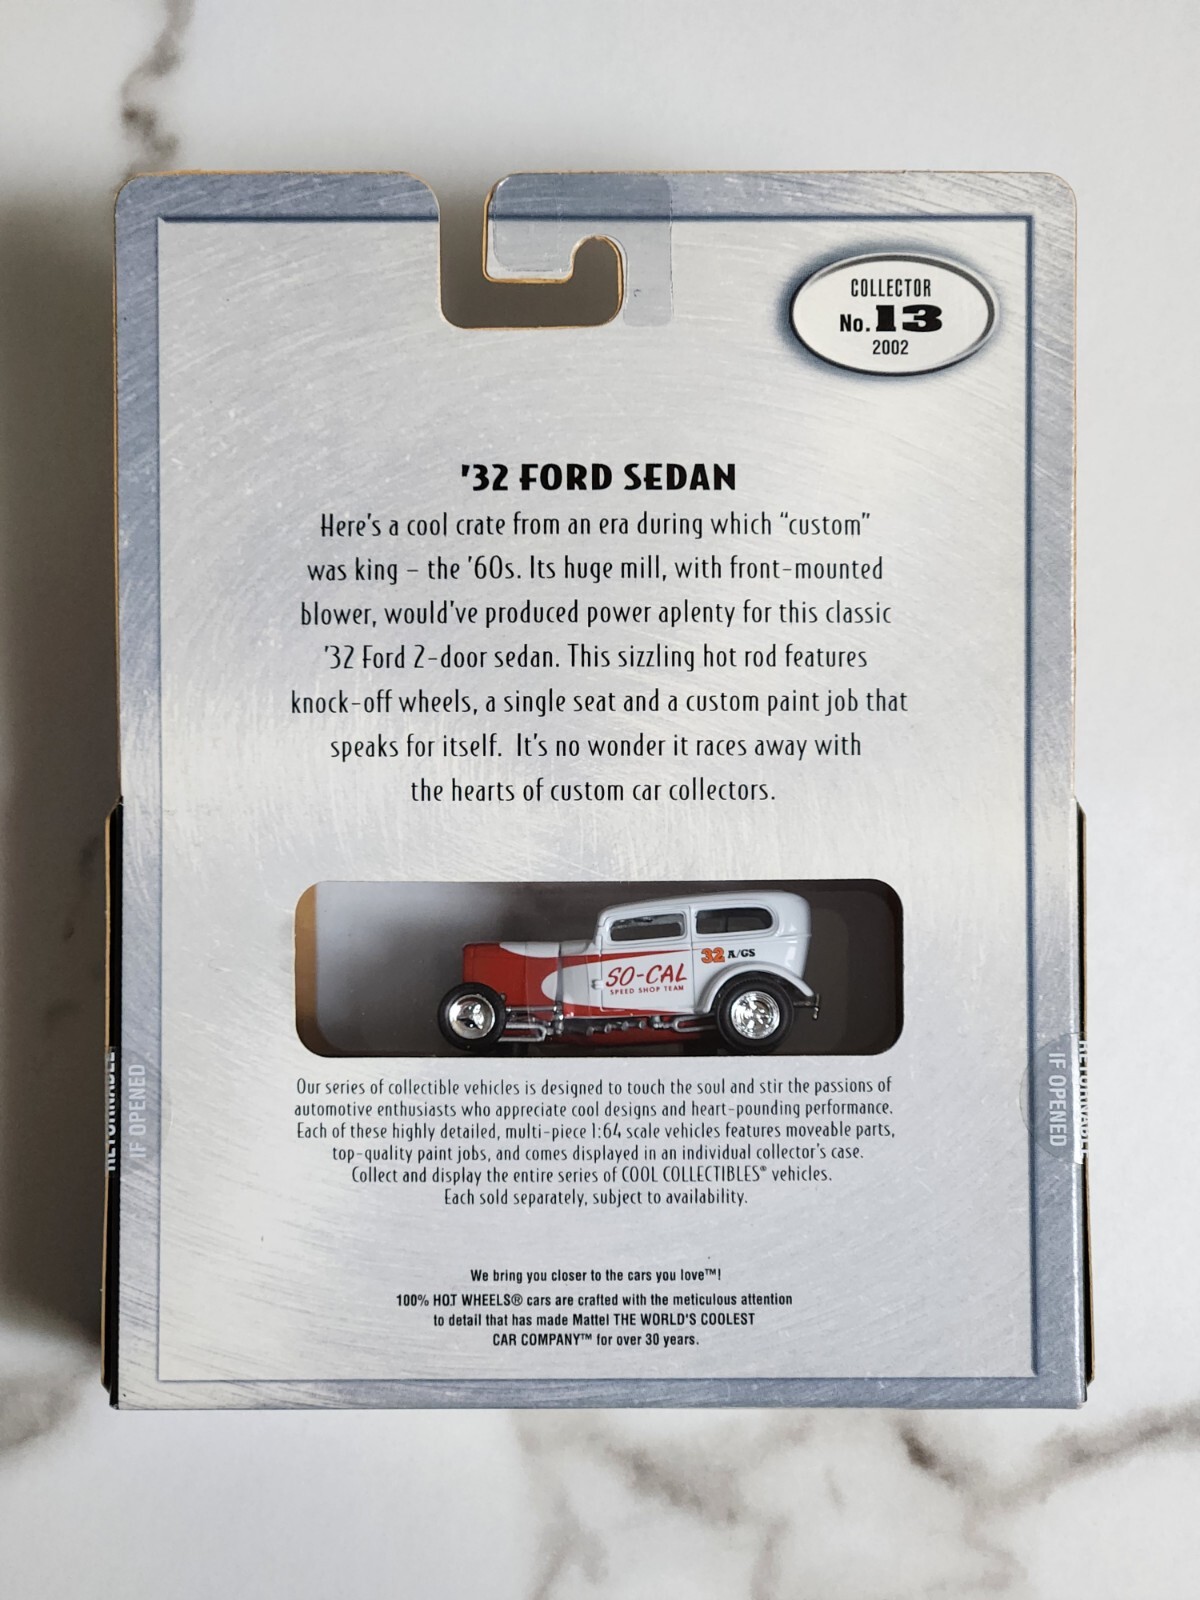 COLLECTOR
No. 13
2002
'32 FORD SEDAN
Here's a cool crate from an era during which "custom"
was king – the '60s. Its huge mill, with front-mounted
blower, would've produced power aplenty for this classic
'32 Ford 2-door sedan. This sizzling hot rod features
knock-off wheels, a single seat and a custom paint job that
speaks for itself. It's no wonder it races away with
the hearts of custom car collectors.
32 A/GS
SO-CAL
SPEED SHOP TEAM
Our series of collectible vehicles is designed to touch the soul and stir the passions of
automotive enthusiasts who appreciate cool designs and heart-pounding performance.
Each of these highly detailed, multi-piece 1:64 scale vehicles features moveable parts,
top-quality paint jobs, and comes displayed in an individual collector's case.
Collect and display the entire series of COOL COLLECTIBLES® vehicles.
Each sold separately, subject to availability.
RETURNABLE
IF OPENED
IF OPENED
RETURNABLE
We bring you closer to the cars you love™!
100% HOT WHEELS® cars are crafted with the meticulous attention
to detail that has made Mattel THE WORLD'S COOLEST
CAR COMPANY™ for over 30 years.